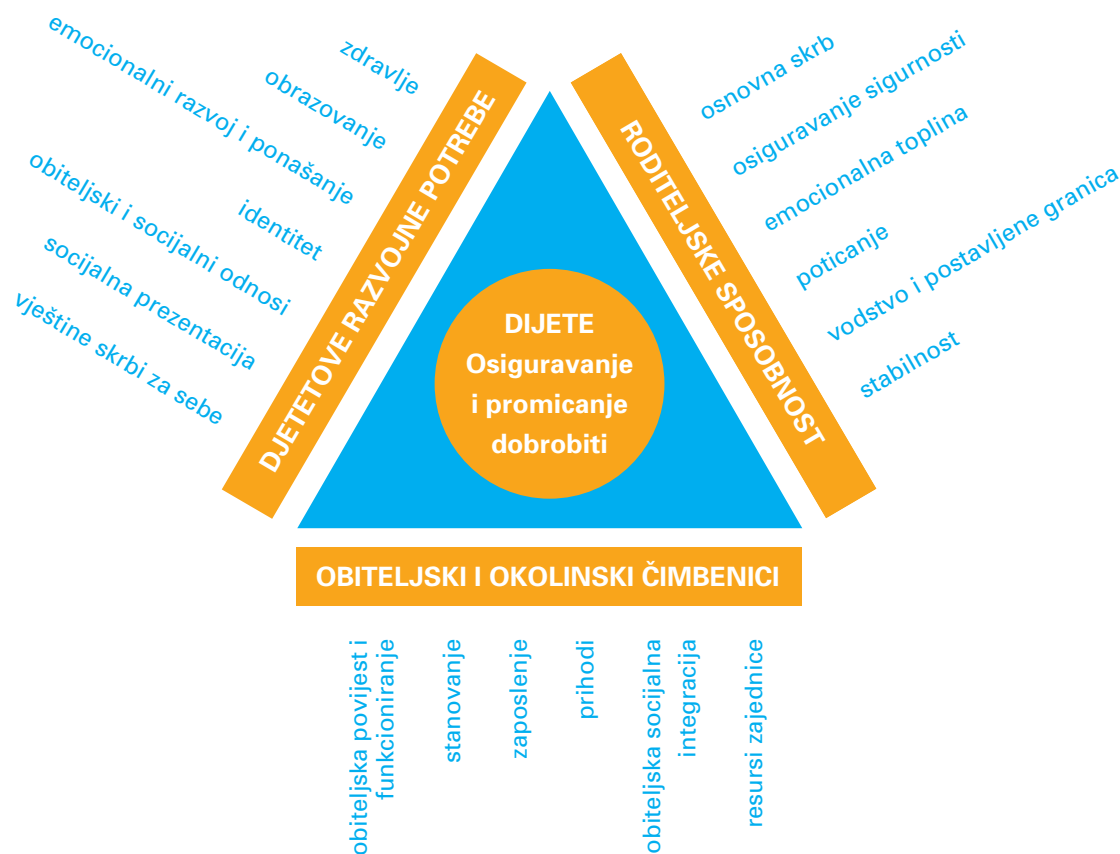 zdravlje
obrazovanje
emocionalni razvoj i ponašanje
identitet
obiteljski i socijalni odnosi
socijalna prezentacija
vještine skrbi za sebe
DJETETOVE RAZVOJNE POTREBE
RODITELJSKE SPOSOBNOST
osnovna skrb
osiguravanje sigurnosti
emocionalna toplina
poticanje
vodstvo i postavljene granica
stabilnost
DIJETE
Osiguravanje
i promicanje
dobrobiti
OBITELJSKI I OKOLINSKI ČIMBENICI
obiteljska povijest i
funkcioniranje
stanovanje
zaposlenje
prihodi
obiteljska socijalna
integracija
resursi zajednice